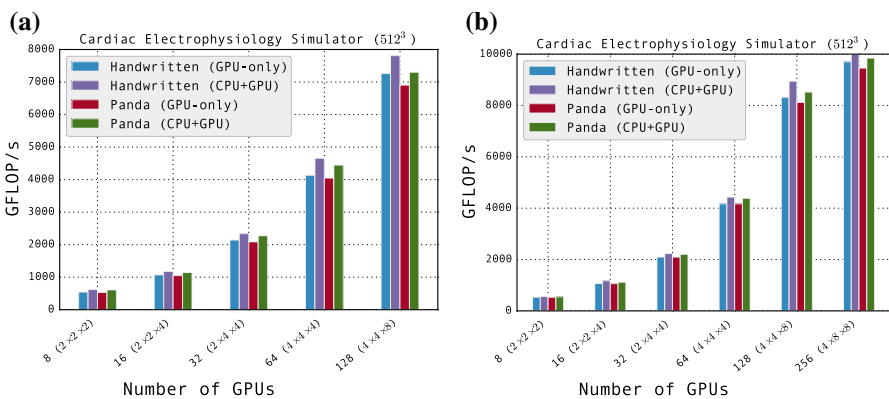 (a)
Cardiac Electrophysiology Simulator (512³)
8000
7000
6000
5000
4000
3000
2000
1000
0
GFLOP/s
Handwritten (GPU-only)
Handwritten (CPU+GPU)
Panda (GPU-only)
Panda (CPU+GPU)
8 (2×2×2)
16 (2×2×4)
32 (2×4×4)
64 (4×4×4)
128 (4×4×8)
Number of GPUs
(b)
Cardiac Electrophysiology Simulator (512³)
10000
8000
6000
4000
2000
0
GFLOP/s
Handwritten (GPU-only)
Handwritten (CPU+GPU)
Panda (GPU-only)
Panda (CPU+GPU)
8 (2×2×2)
16 (2×2×4)
32 (2×4×4)
64 (4×4×4)
128 (4×4×8)
256 (4×8×8)
Number of GPUs